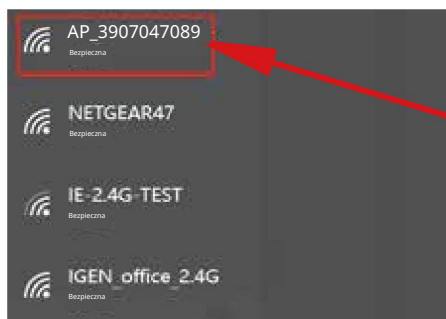 AP_3907047089
Bezpieczna
NETGEAR47
Bezpieczna
IE-2.4G-TEST
Bezpieczna
IGEN_office_2.4G
Bezpieczna